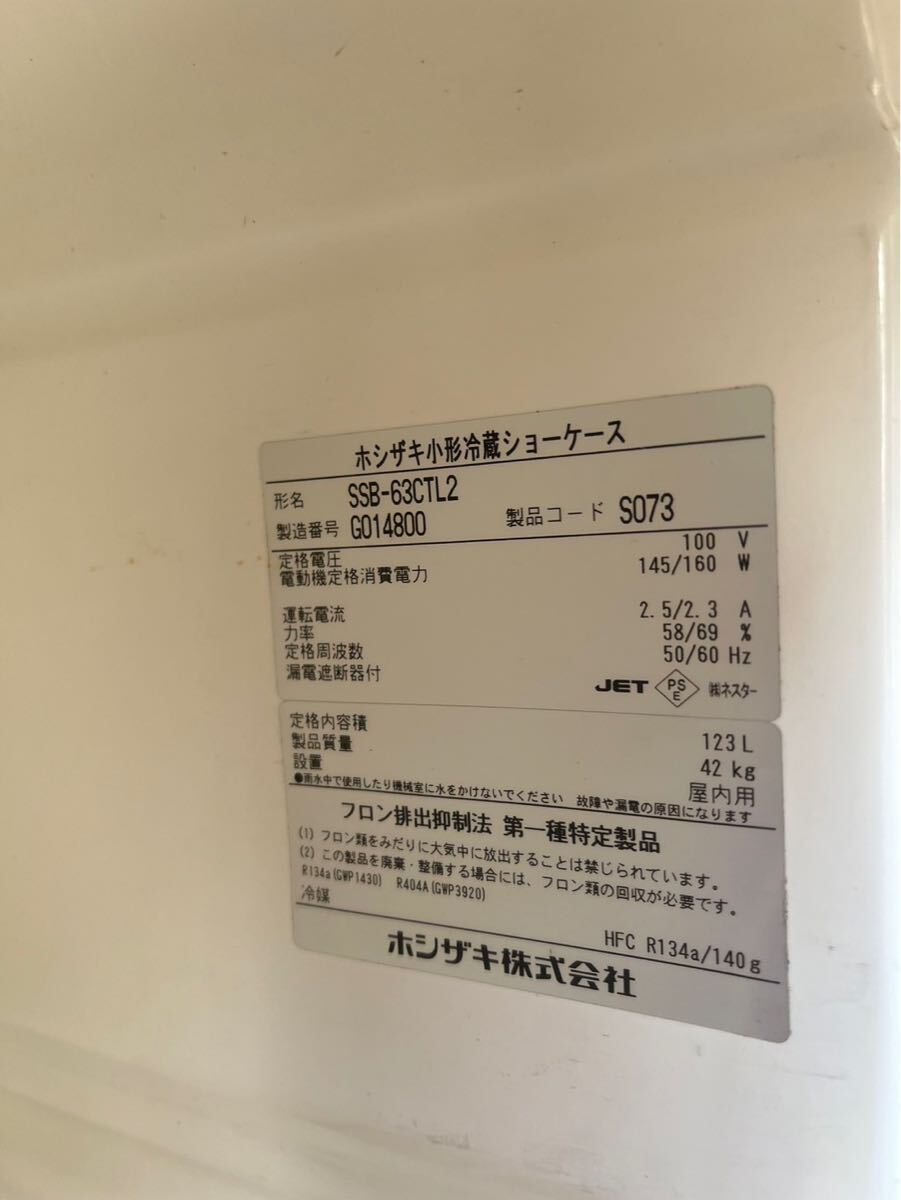 ホシザキ小形冷蔵ショーケース
形名 SSB-63CTL2
製造番号 G014800 製品コード S073
定格電圧 100 V
電動機定格消費電力 145/160 W
運転電流 2.5/2.3 A
力率 58/69 %
定格周波数 50/60 Hz
漏電遮断器付
JET PSE ㈱ネスター
定格内容積 123 L
製品質量 42 kg
設置 屋内用
●雨水中で使用したり機械室に水をかけないでください 故障や漏電の原因になります
フロン排出抑制法 第一種特定製品
(1) フロン類をみだりに大気中に放出することは禁じられています。
(2) この製品を廃棄・整備する場合には、フロン類の回収が必要です。
R134a(GWP1430) R404A(GWP3920)
冷媒 HFC R134a/140g
ホシザキ株式会社